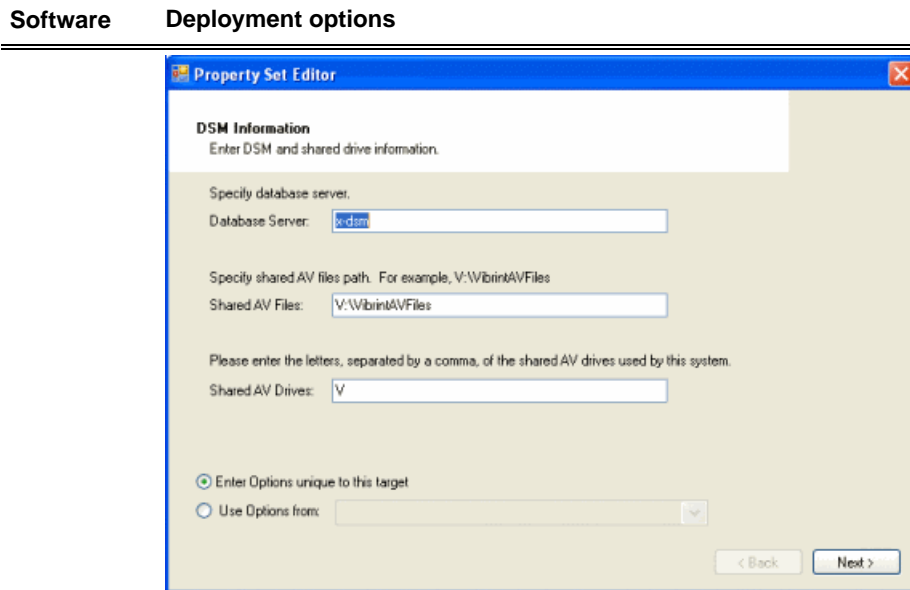 Software Deployment options
Property Set Editor
DSM Information
Enter DSM and shared drive information.
Specify database server.
Database Server: x-dsm
Specify shared AV files path. For example, V:\VibrintAVFiles
Shared AV Files: V:\VibrintAVFiles
Please enter the letters, separated by a comma, of the shared AV drives used by this system.
Shared AV Drives: V
Enter Options unique to this target
Use Options from:
< Back Next >